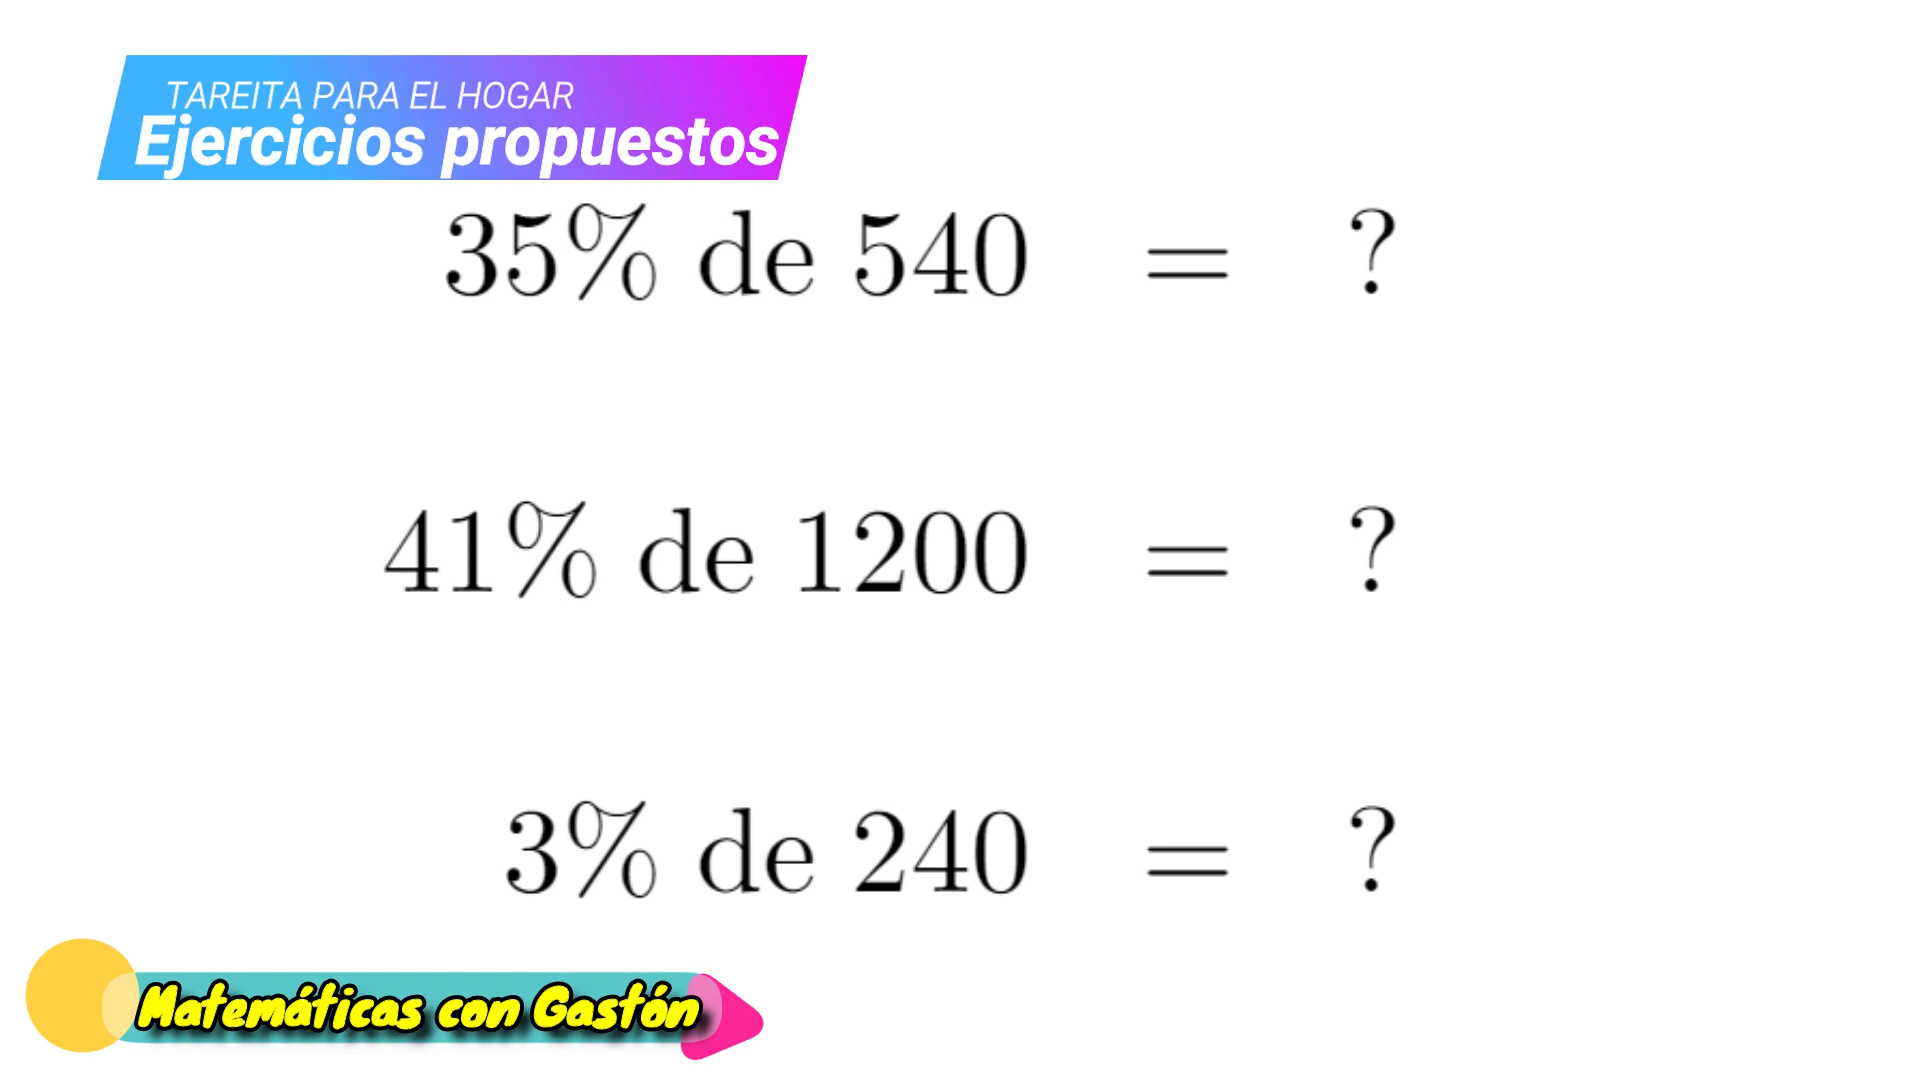 TAREITA PARA EL HOGAR
Ejercicios propuestos
35% de 540 = ?
41% de 1200 = ?
3% de 240 = ?
Matemáticas con Gastón